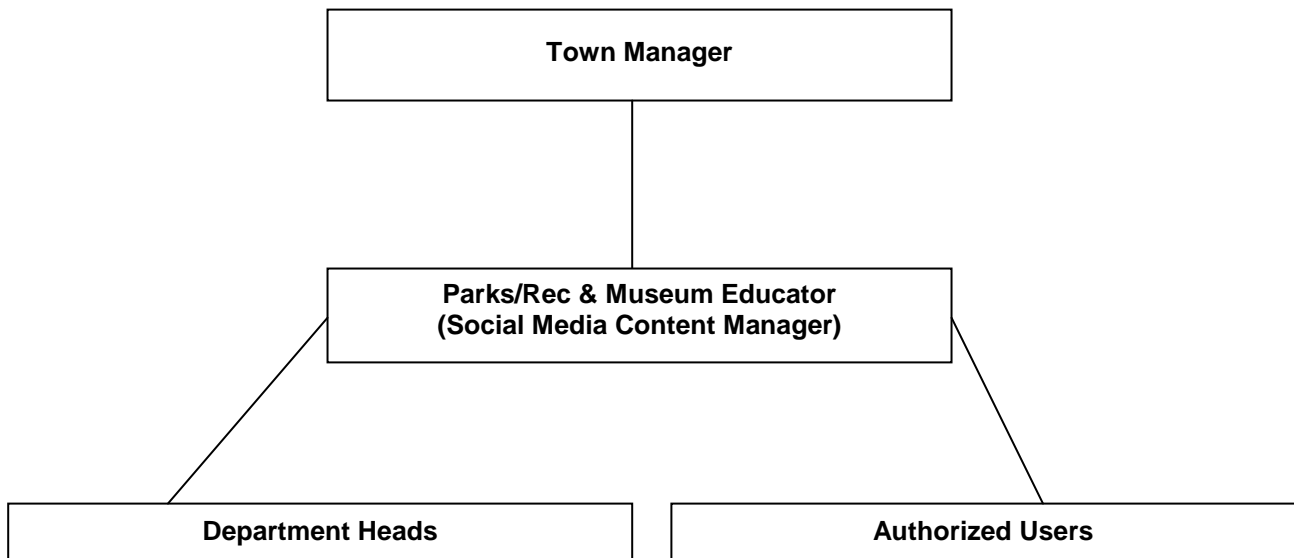 Town Manager
Parks/Rec & Museum Educator
(Social Media Content Manager)
Department Heads
Authorized Users